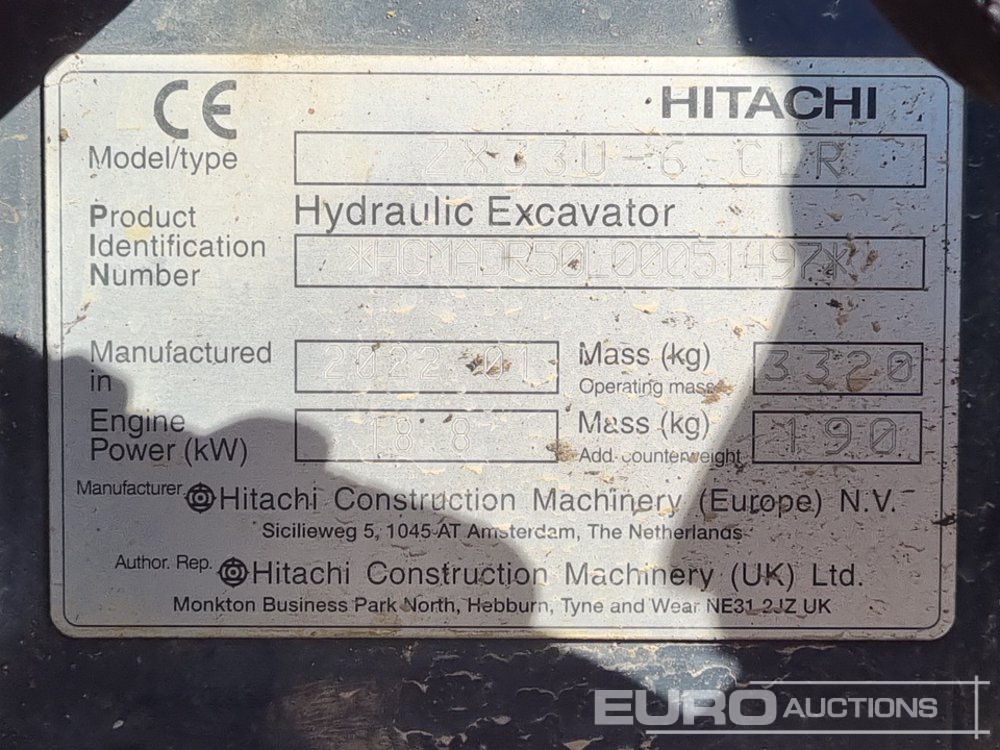 CE HITACHI
Model/type ZX33U-6 CLR
Product Identification Number Hydraulic Excavator
*HCMADR50L00051497*
Manufactured in 2022.01 Mass (kg) Operating mass 3320
Engine Power (kW) 18.8 Mass (kg) Add. counterweight 190
Manufacturer Hitachi Construction Machinery (Europe) N.V.
Sicilieweg 5, 1045 AT Amsterdam, The Netherlands
Author. Rep. Hitachi Construction Machinery (UK) Ltd.
Monkton Business Park North, Hebburn, Tyne and Wear NE31 2JZ UK
EURO AUCTIONS